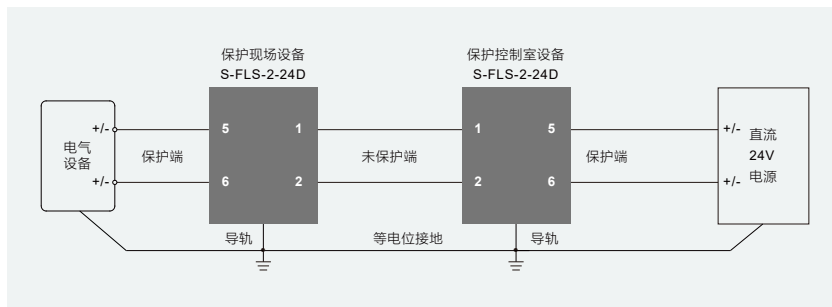 保护现场设备
S-FLS-2-24D
保护控制室设备
S-FLS-2-24D
+/- 5 1 1 5 +/-
电气
设备
保护端
未保护端
保护端
直流
24V
电源
+/- 6 2 2 6 +/-
导轨
等电位接地
导轨